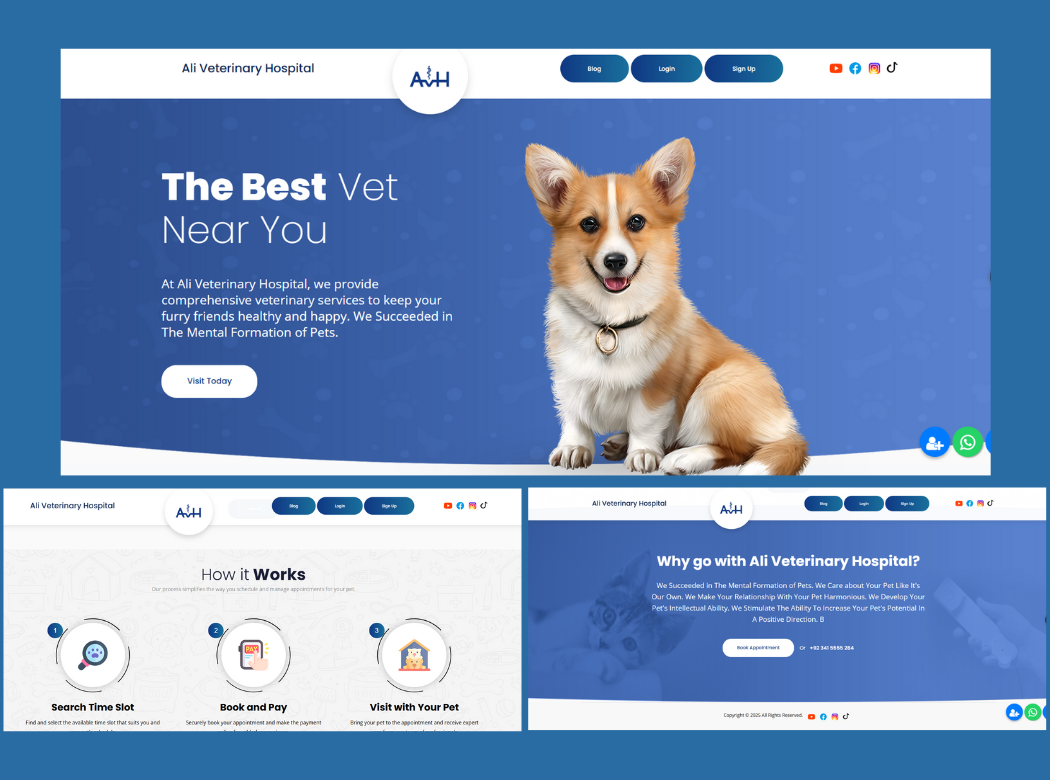 Ali Veterinary Hospital
AVH
Blog
Login
Sign Up
The Best Vet
Near You
At Ali Veterinary Hospital, we provide
comprehensive veterinary services to keep your
furry friends healthy and happy. We Succeeded in
The Mental Formation of Pets.
Visit Today
Ali Veterinary Hospital
AVH
Blog
Login
Sign Up
How it Works
Our process simplifies the way you schedule and manage appointments for your pet.
1
2
PAY
3
Search Time Slot
Book and Pay
Visit with Your Pet
Find and select the available time slot that suits you and
Securely book your appointment and make the payment
Bring your pet to the appointment and receive expert
Ali Veterinary Hospital
AVH
Blog
Login
Sign Up
Why go with Ali Veterinary Hospital?
We Succeeded in The Mental Formation of Pets. We Care about Your Pet Like It's
Our Own. We Make Your Relationship With Your Pet Harmonious. We Develop Your
Pet's Intellectual Ability. We Stimulate The Ability To Increase Your Pet's Potential In
A Positive Direction. B
Book Appointment
Or +92 341 5655 264
Copyright © 2025 All Rights Reserved.